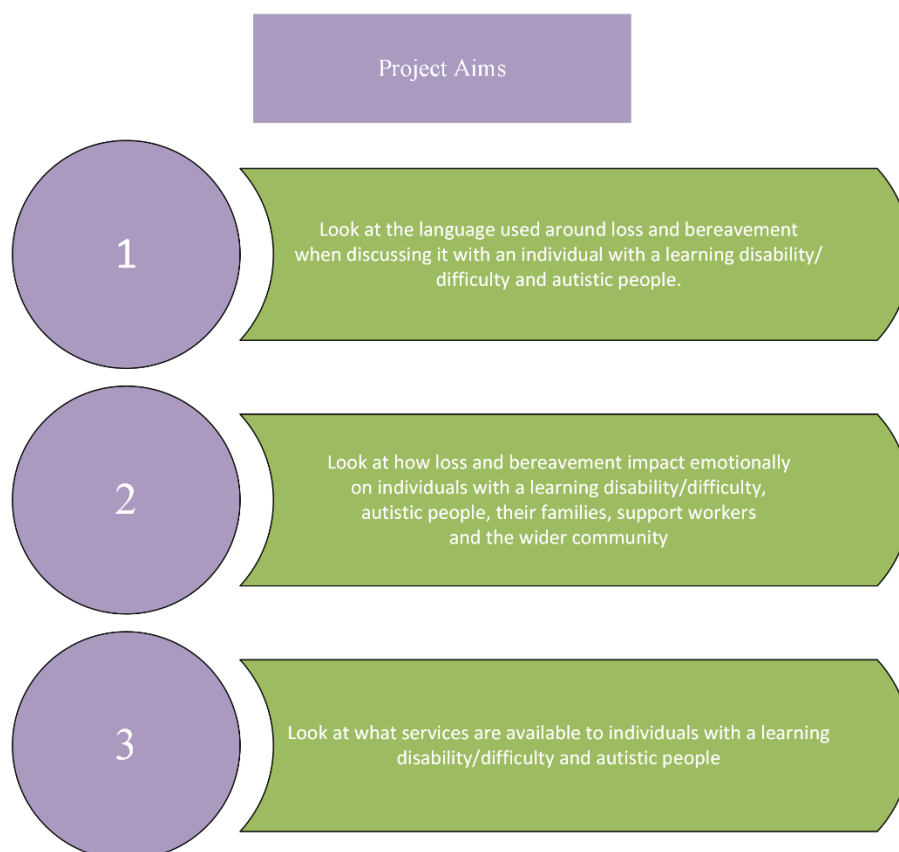 Project Aims
1
Look at the language used around loss and bereavement
when discussing it with an individual with a learning disability/
difficulty and autistic people.
2
Look at how loss and bereavement impact emotionally
on individuals with a learning disability/difficulty,
autistic people, their families, support workers
and the wider community
3
Look at what services are available to individuals with a learning
disability/difficulty and autistic people